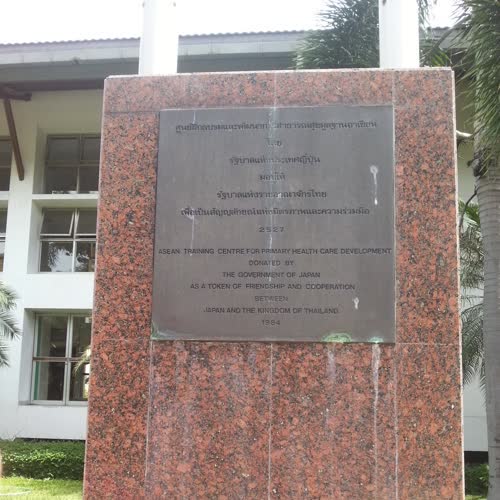 ศูนย์ฝึกอบรมและพัฒนาการสาธารณสุขมูลฐานอาเซียน
โดย
รัฐบาลแห่งประเทศญี่ปุ่น
มอบให้
รัฐบาลแห่งราชอาณาจักรไทย
เพื่อเป็นสัญญลักษณ์แห่งมิตรภาพและความร่วมมือ
2527
ASEAN TRAINING CENTRE FOR PRIMARY HEALTH CARE DEVELOPMENT
DONATED BY
THE GOVERNMENT OF JAPAN
AS A TOKEN OF FRIENDSHIP AND COOPERATION
BETWEEN
JAPAN AND THE KINGDOM OF THAILAND
1984